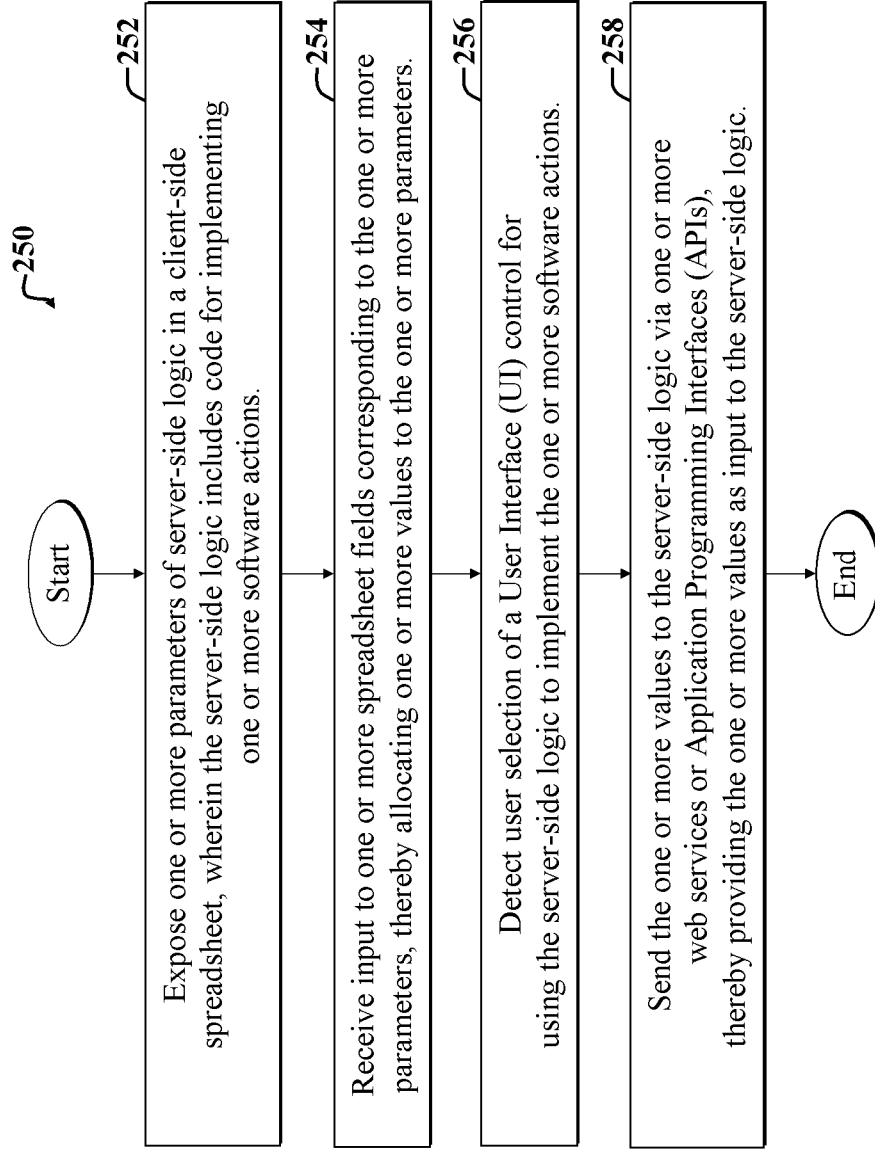 250
Start
252
Expose one or more parameters of server-side logic in a client-side
spreadsheet, wherein the server-side logic includes code for implementing
one or more software actions.
254
Receive input to one or more spreadsheet fields corresponding to the one or more
parameters, thereby allocating one or more values to the one or more parameters.
256
Detect user selection of a User Interface (UI) control for
using the server-side logic to implement the one or more software actions.
258
Send the one or more values to the server-side logic via one or more
web services or Application Programming Interfaces (APIs),
thereby providing the one or more values as input to the server-side logic.
End